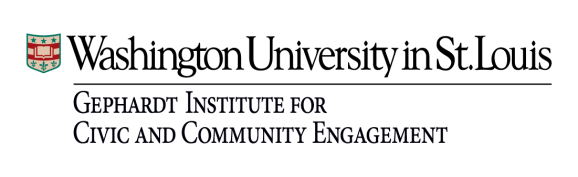 Washington University in St. Louis
GEPHARDT INSTITUTE FOR
CIVIC AND COMMUNITY ENGAGEMENT